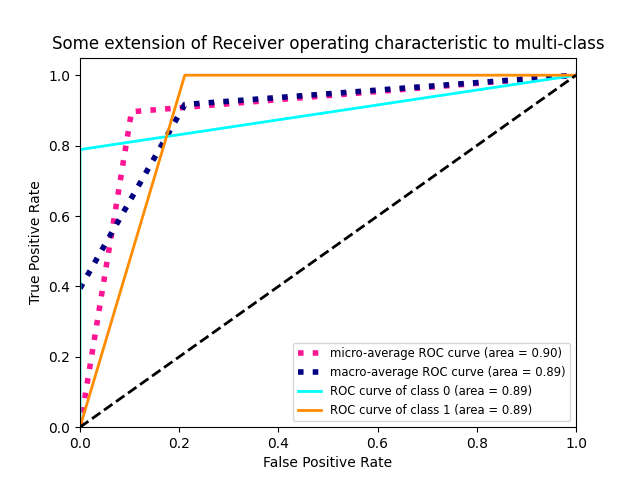 Some extension of Receiver operating characteristic to multi-class
True Positive Rate
1.0
0.8
0.6
0.4
0.2
0.0
micro-average ROC curve (area = 0.90)
macro-average ROC curve (area = 0.89)
ROC curve of class 0 (area = 0.89)
ROC curve of class 1 (area = 0.89)
0.0 0.2 0.4 0.6 0.8 1.0
False Positive Rate